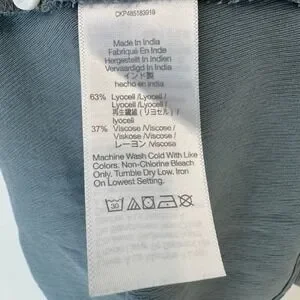 CKP485183919
Made In India
Fabriqué En Inde
Hergestellt in Indien
Vervaardigd In India
インド製
hecho en india
63% Lyocell /Lyocell /
Lyocell /Lyocell /
再生繊維 (リヨセル) /
lyocell
37% Viscose /Viscose /
Viskose /Viscose /
レーヨン /viscosa
Machine Wash Cold With Like
Colors. Non-Chlorine Bleach
Only. Tumble Dry Low. Iron
On Lowest Setting.
30